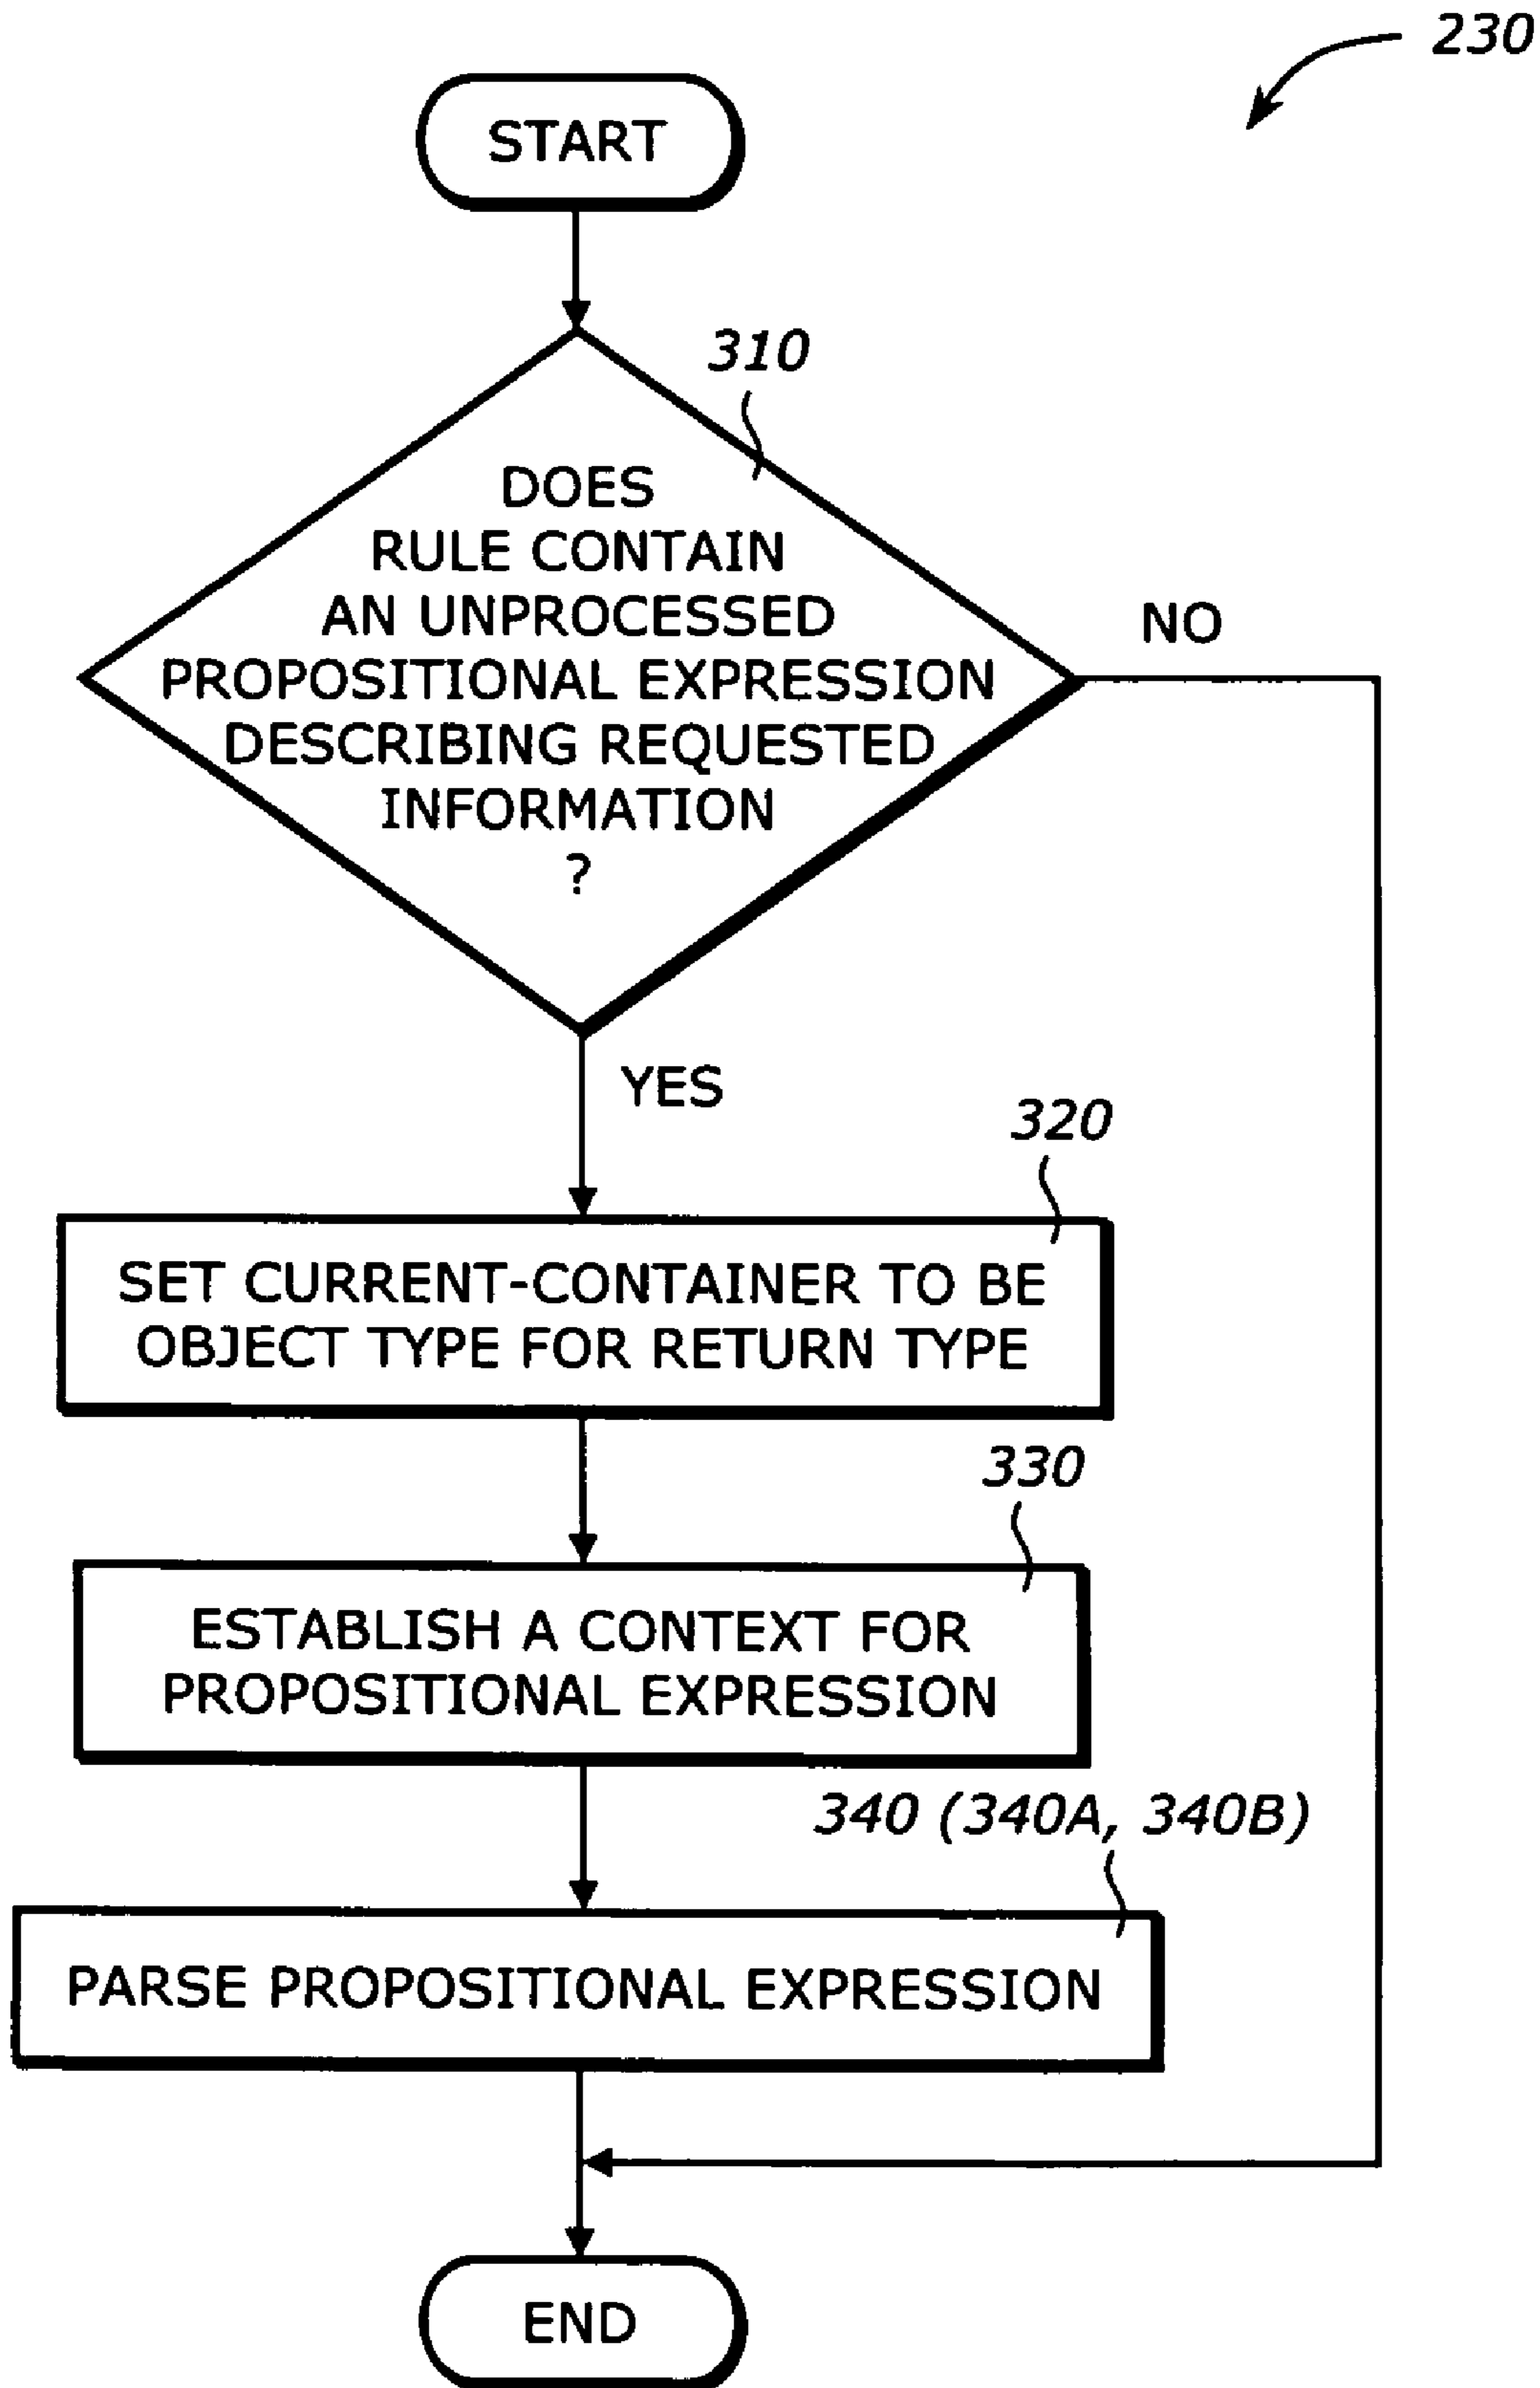 230
START
310
DOES
RULE CONTAIN
AN UNPROCESSED
PROPOSITIONAL EXPRESSION
DESCRIBING REQUESTED
INFORMATION
?
NO
YES
320
SET CURRENT-CONTAINER TO BE
OBJECT TYPE FOR RETURN TYPE
330
ESTABLISH A CONTEXT FOR
PROPOSITIONAL EXPRESSION
340 (340A, 340B)
PARSE PROPOSITIONAL EXPRESSION
END